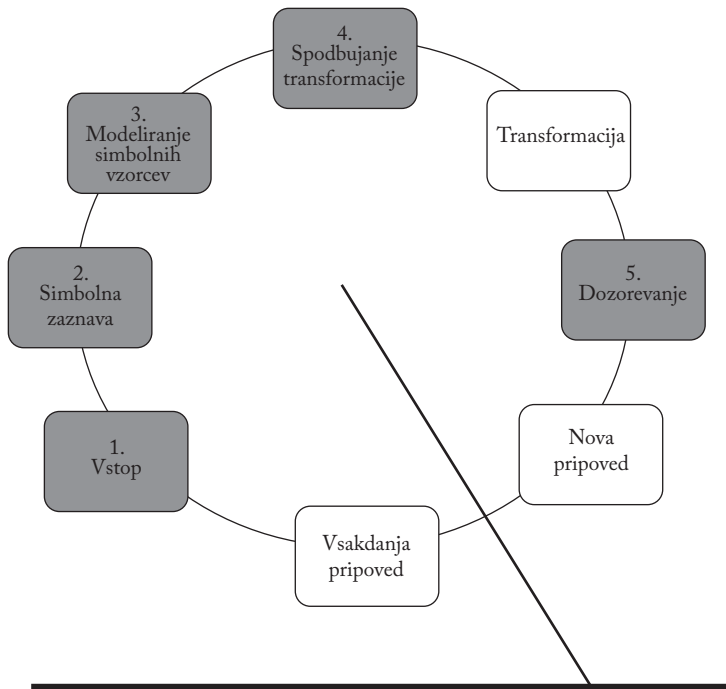 4.
Spodbujanje
transformacije
Transformacija
3.
Modeliranje
simbolnih
vzorcev
2.
Simbolna
zaznava
5.
Dozorevanje
1.
Vstop
Nova
pripoved
Vsakdanja
pripoved